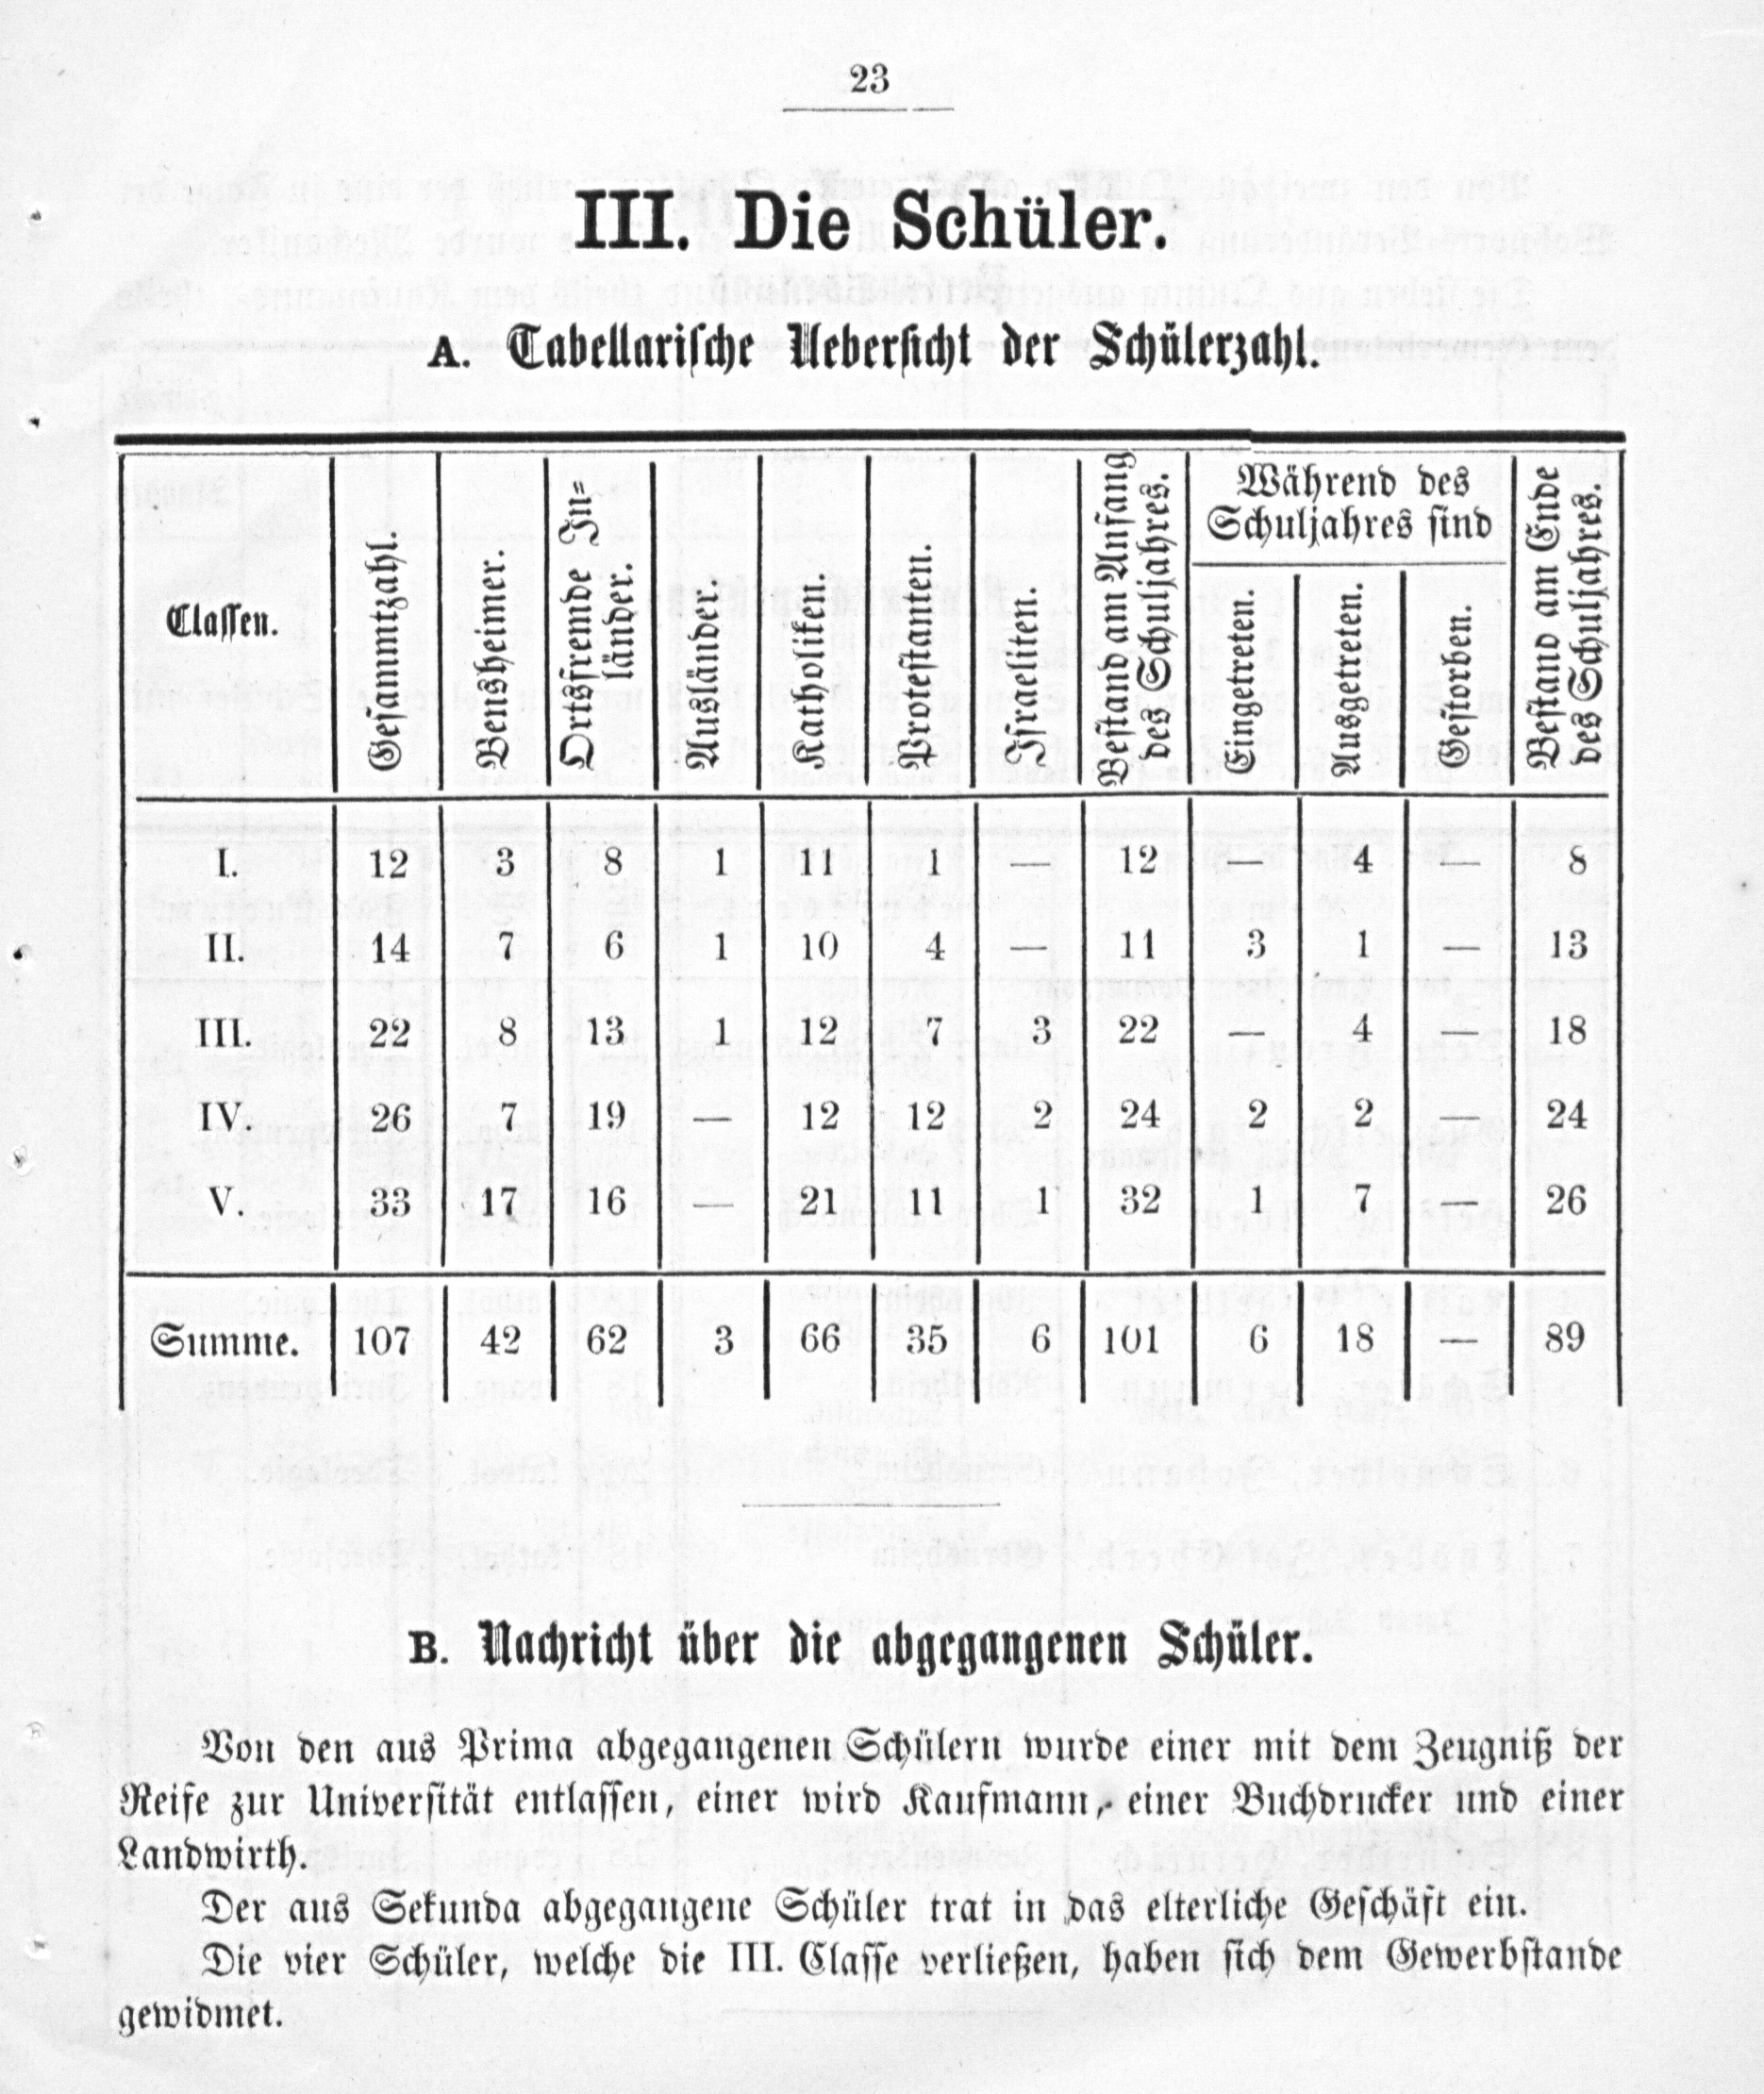 23
III. Die Schüler.
A. Tabellarische Uebersicht der Schülerzahl.
Classen. Gesammtzahl. Bensheimer. Ortsfremde In= länder. Ausländer. Katholiken. Protestanten. Israeliten. Bestand am Anfang des Schuljahres. Während des Schuljahres sind Eingetreten. Ausgetreten. Gestorben. Bestand am Ende des Schuljahres.
I. 12 3 8 1 11 1 — 12 — 4 — 8
II. 14 7 6 1 10 4 — 11 3 1 — 13
III. 22 8 13 1 12 7 3 22 — 4 — 18
IV. 26 7 19 — 12 12 2 24 2 2 — 24
V. 33 17 16 — 21 11 1 32 1 7 — 26
Summe. 107 42 62 3 66 35 6 101 6 18 — 89
B. Nachricht über die abgegangenen Schüler.
Von den aus Prima abgegangenen Schülern wurde einer mit dem Zeugniß der
Reife zur Universität entlassen, einer wird Kaufmann, einer Buchdrucker und einer
Landwirth.
Der aus Sekunda abgegangene Schüler trat in das elterliche Geschäft ein.
Die vier Schüler, welche die III. Classe verließen, haben sich dem Gewerbstande
gewidmet.